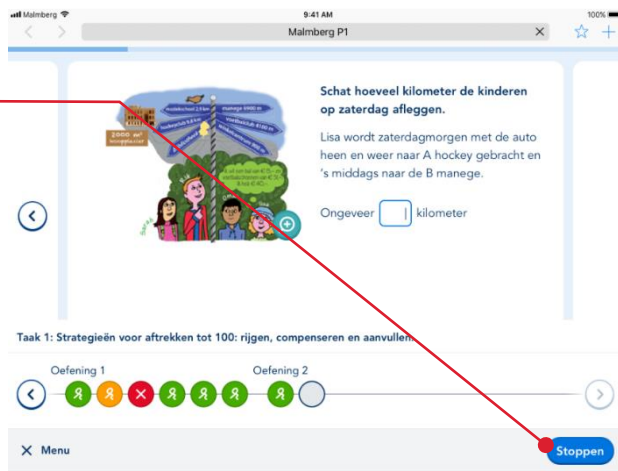 Malmberg
9:41 AM
100%
Malmberg P1
Schat hoeveel kilometer de kinderen
op zaterdag afleggen.
Lisa wordt zaterdagmorgen met de auto
heen en weer naar A hockey gebracht en
's middags naar de B manege.
Ongeveer
kilometer
2000 m²
Taak 1: Strategieën voor aftrekken tot 100: rijgen, compenseren en aanvullen.
Oefening 1
Oefening 2
Menu
Stoppen